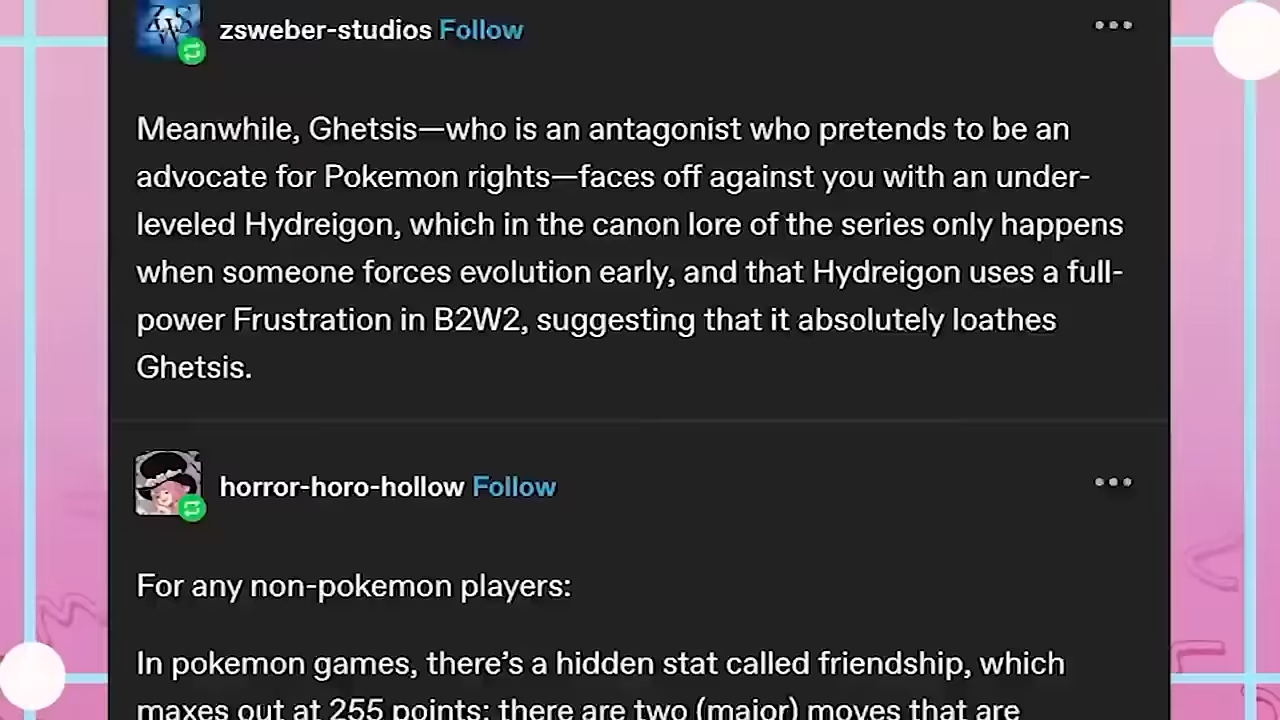 zsweber-studios Follow
Meanwhile, Ghetsis—who is an antagonist who pretends to be an
advocate for Pokemon rights—faces off against you with an under-
leveled Hydreigon, which in the canon lore of the series only happens
when someone forces evolution early, and that Hydreigon uses a full-
power Frustration in B2W2, suggesting that it absolutely loathes
Ghetsis.
horror-horo-hollow Follow
For any non-pokemon players:
In pokemon games, there's a hidden stat called friendship, which
maxes out at 255 points; there are two (major) moves that are